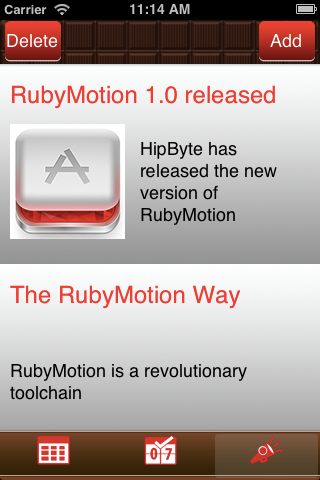 Carrier 11:14 AM
Delete Add
RubyMotion 1.0 released
HipByte has
released the new
version of
RubyMotion
The RubyMotion Way
RubyMotion is a revolutionary
toolchain
07